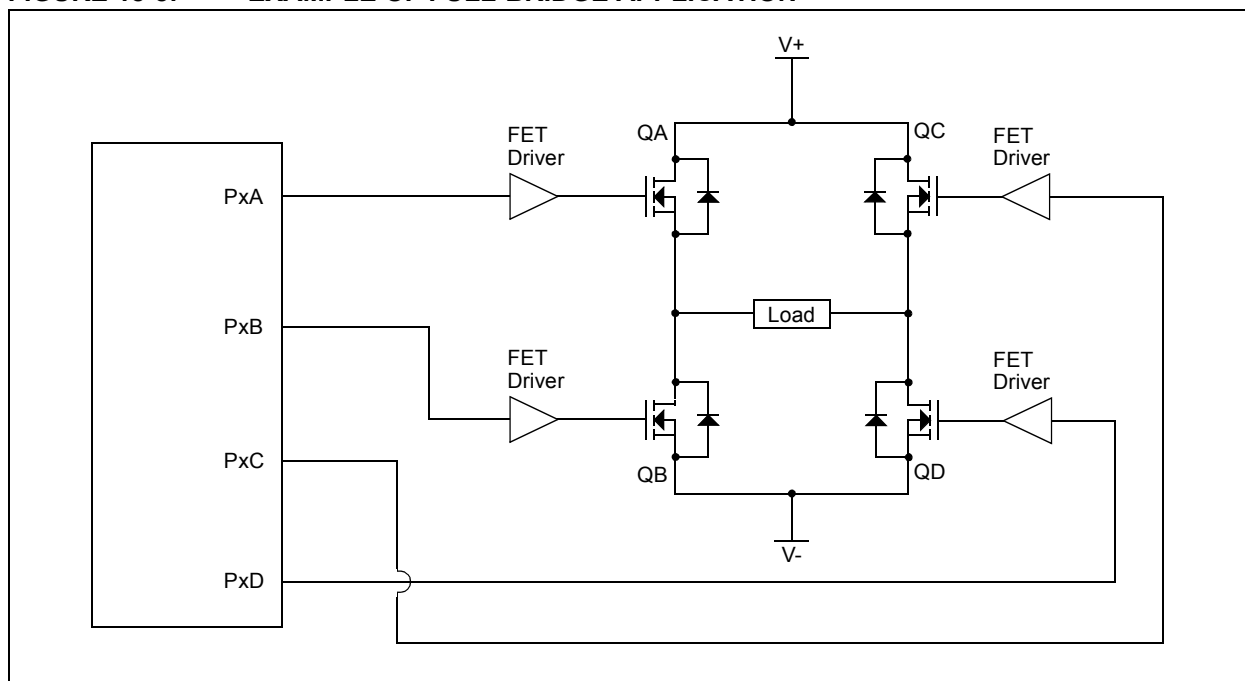 V+
QA
QC
FET
Driver
FET
Driver
PxA
PxB
Load
FET
Driver
FET
Driver
PxC
QB
QD
V-
PxD